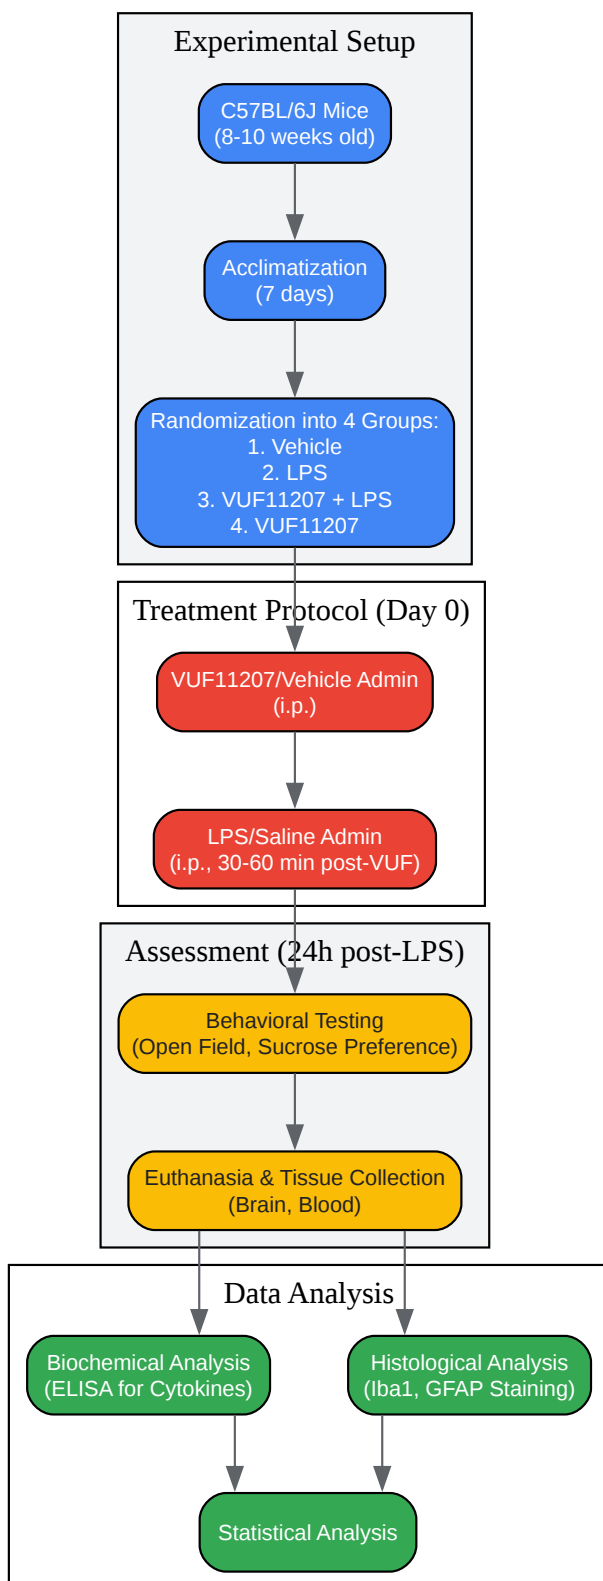 Experimental Setup
C57BL/6J Mice
(8-10 weeks old)
Acclimatization
(7 days)
Randomization into 4 Groups:
1. Vehicle
2. LPS
3. VUF11207 + LPS
4. VUF11207
Treatment Protocol (Day 0)
VUF11207/Vehicle Admin
(i.p.)
LPS/Saline Admin
(i.p., 30-60 min post-VUF)
Assessment (24h post-LPS)
Behavioral Testing
(Open Field, Sucrose Preference)
Euthanasia & Tissue Collection
(Brain, Blood)
Data Analysis
Biochemical Analysis
(ELISA for Cytokines)
Histological Analysis
(Iba1, GFAP Staining)
Statistical Analysis